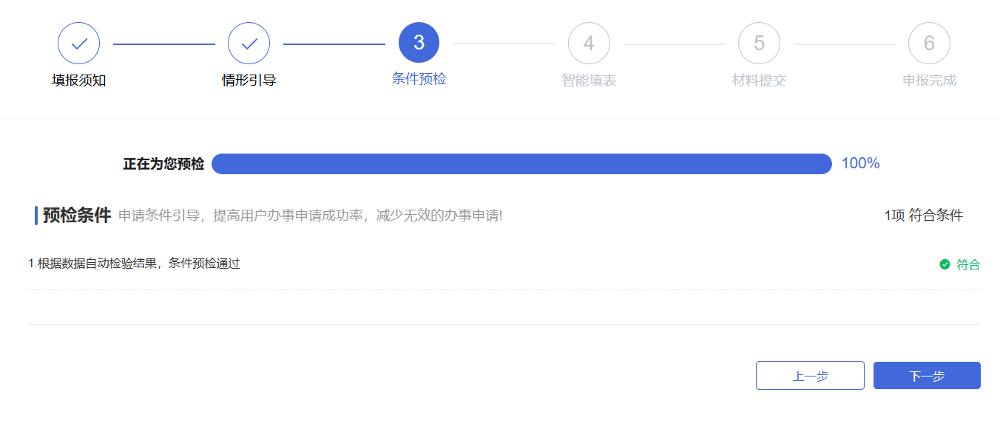 3 4 5 6
填报须知 情形引导 条件预检 智能填表 材料提交 申报完成
正在为您预检 100%
预检条件 申请条件引导，提高用户办事申请成功率，减少无效的办事申请! 1项 符合条件
1.根据数据自动检验结果，条件预检通过 符合
上一步 下一步